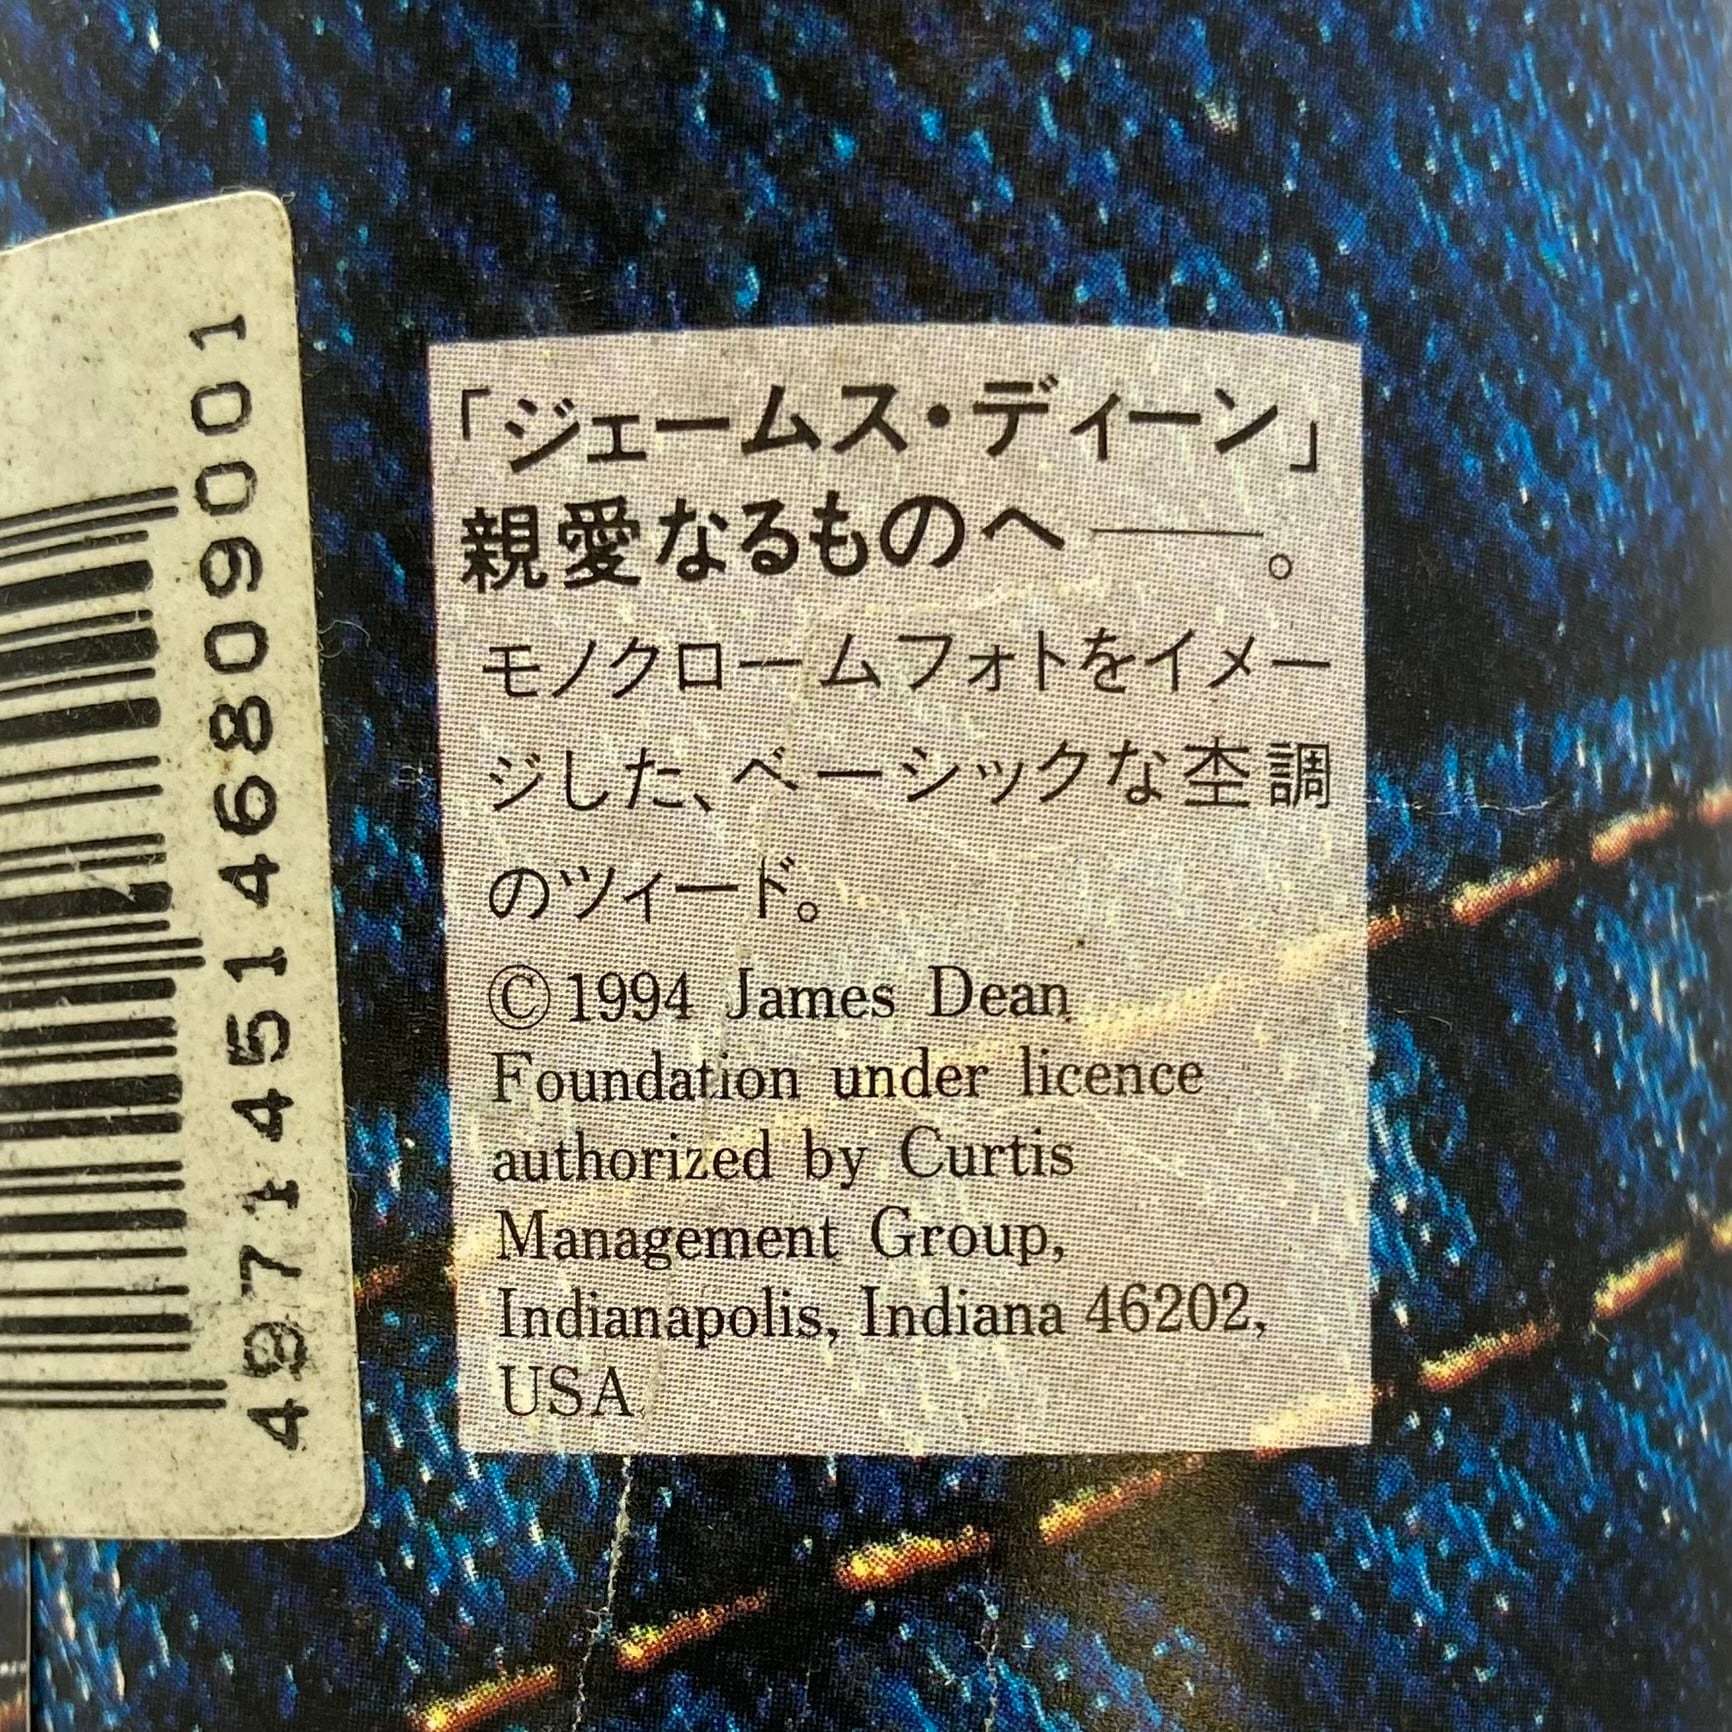 「ジェームス・ディーン」
親愛なるものへ――。
モノクロームフォトをイメー
ジした、ベーシックな杢調
のツィード。
©1994 James Dean
Foundation under licence
authorized by Curtis
Management Group,
Indianapolis, Indiana 46202,
USA
497145146809001